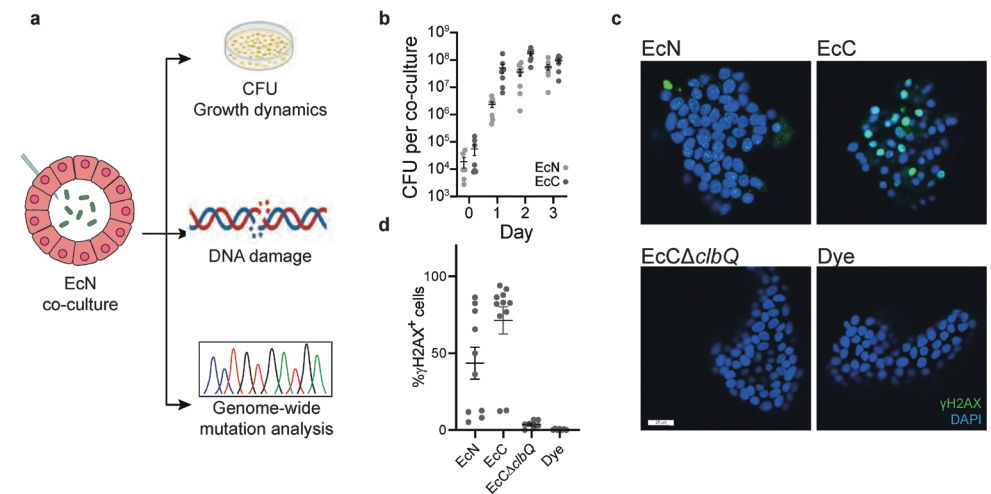 a
CFU
Growth dynamics
EcN
co-culture
DNA damage
Genome-wide
mutation analysis
b
CFU per co-culture
10⁹
10⁸
10⁷
10⁶
10⁵
10⁴
10³
EcN
EcC
0 1 2 3
Day
c
EcN
EcC
EcCΔclbQ
Dye
25 µm
γH2AX
DAPI
d
%γH2AX⁺ cells
100
50
0
EcN
EcC
EcCΔclbQ
Dye